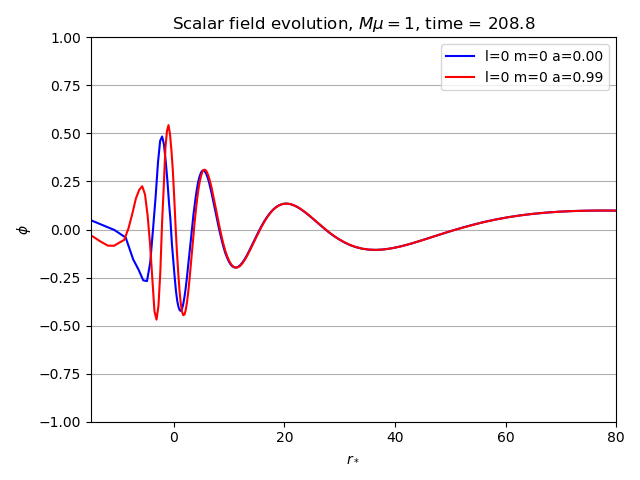 Scalar field evolution, Mμ = 1, time = 208.8
l=0 m=0 a=0.00
l=0 m=0 a=0.99
1.00
0.75
0.50
0.25
0.00
−0.25
−0.50
−0.75
−1.00
ϕ
0 20 40 60 80
r*